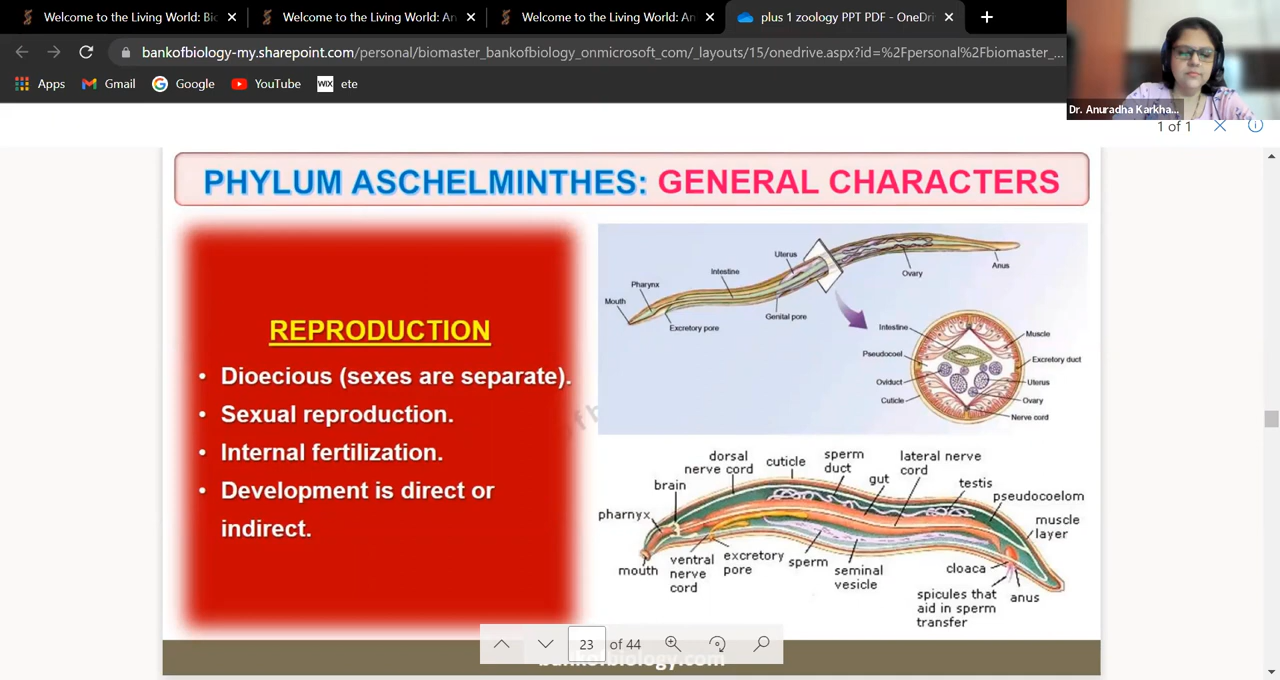 Welcome to the Living World: Bio
Welcome to the Living World: An
Welcome to the Living World: An
plus 1 zoology PPT PDF - OneDri
bankofbiology-my.sharepoint.com/personal/biomaster_bankofbiology_onmicrosoft_com/_layouts/15/onedrive.aspx?id=%2Fpersonal%2Fbiomaster_...
Apps
Gmail
Google
YouTube
WIX
ete
Dr. Anuradha Karkha...
1 of 1
PHYLUM ASCHELMINTHES: GENERAL CHARACTERS
REPRODUCTION
• Dioecious (sexes are separate).
• Sexual reproduction.
• Internal fertilization.
• Development is direct or
indirect.
Mouth
Pharynx
Excretory pore
Intestine
Uterus
Genital pore
Ovary
Anus
Intestine
Pseudocoel
Oviduct
Cuticle
Muscle
Excretory duct
Uterus
Ovary
Nerve cord
pharnyx
brain
dorsal
nerve cord
cuticle
sperm
duct
gut
lateral nerve
cord
testis
pseudocoelom
muscle
layer
mouth
ventral
nerve
cord
excretory
pore
sperm
seminal
vesicle
cloaca
spicules that
aid in sperm
transfer
anus
23 of 44
bankofbiology.com